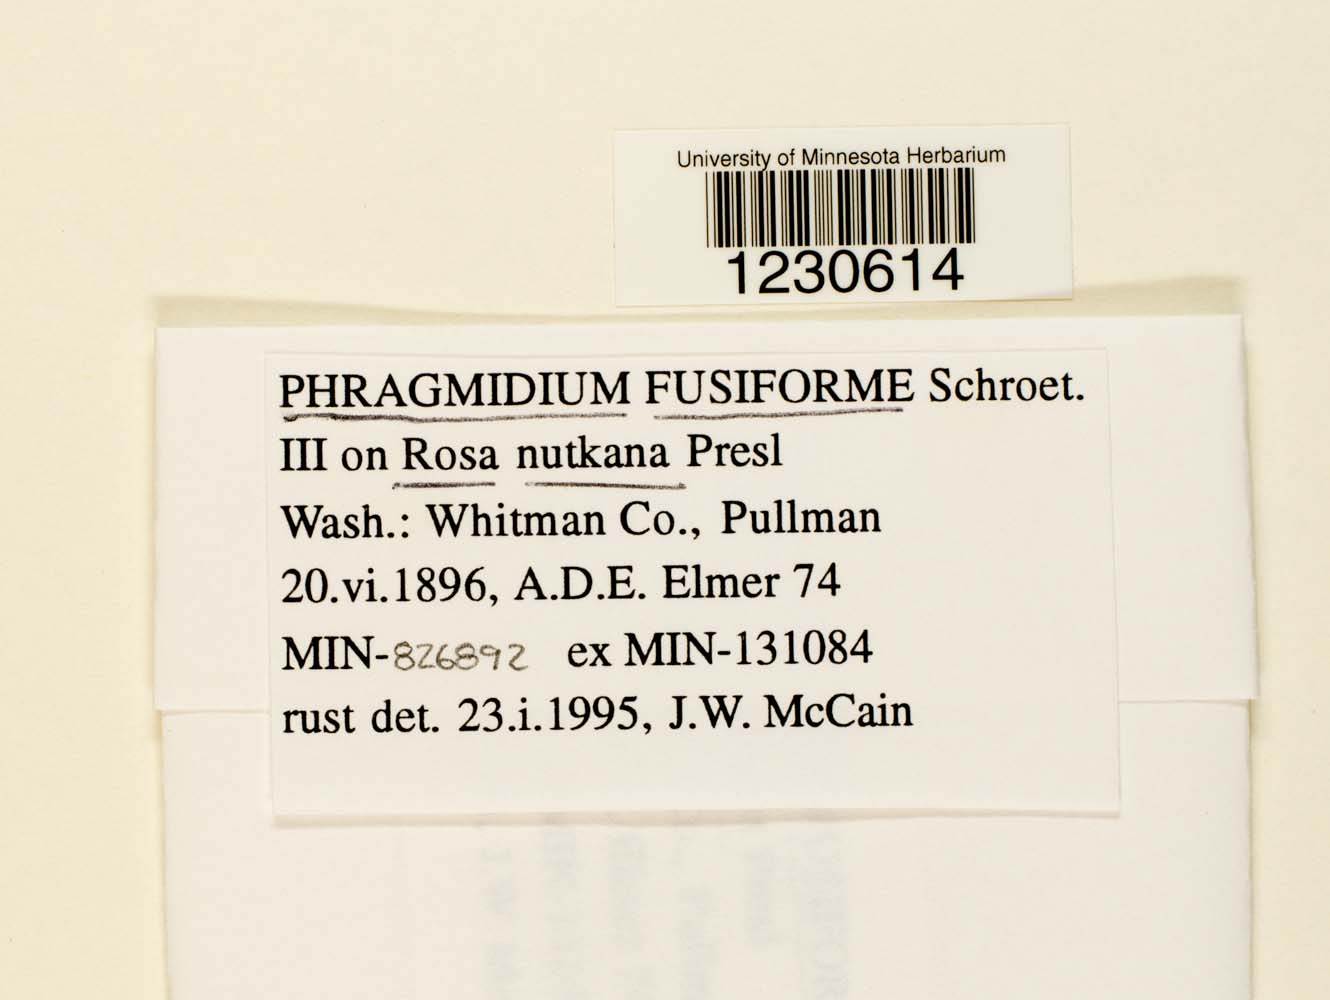 University of Minnesota Herbarium
1230614
PHRAGMIDIUM FUSIFORME Schroet.
III on Rosa nutkana Presl
Wash.: Whitman Co., Pullman
20.vi.1896, A.D.E. Elmer 74
MIN-826892 ex MIN-131084
rust det. 23.i.1995, J.W. McCain